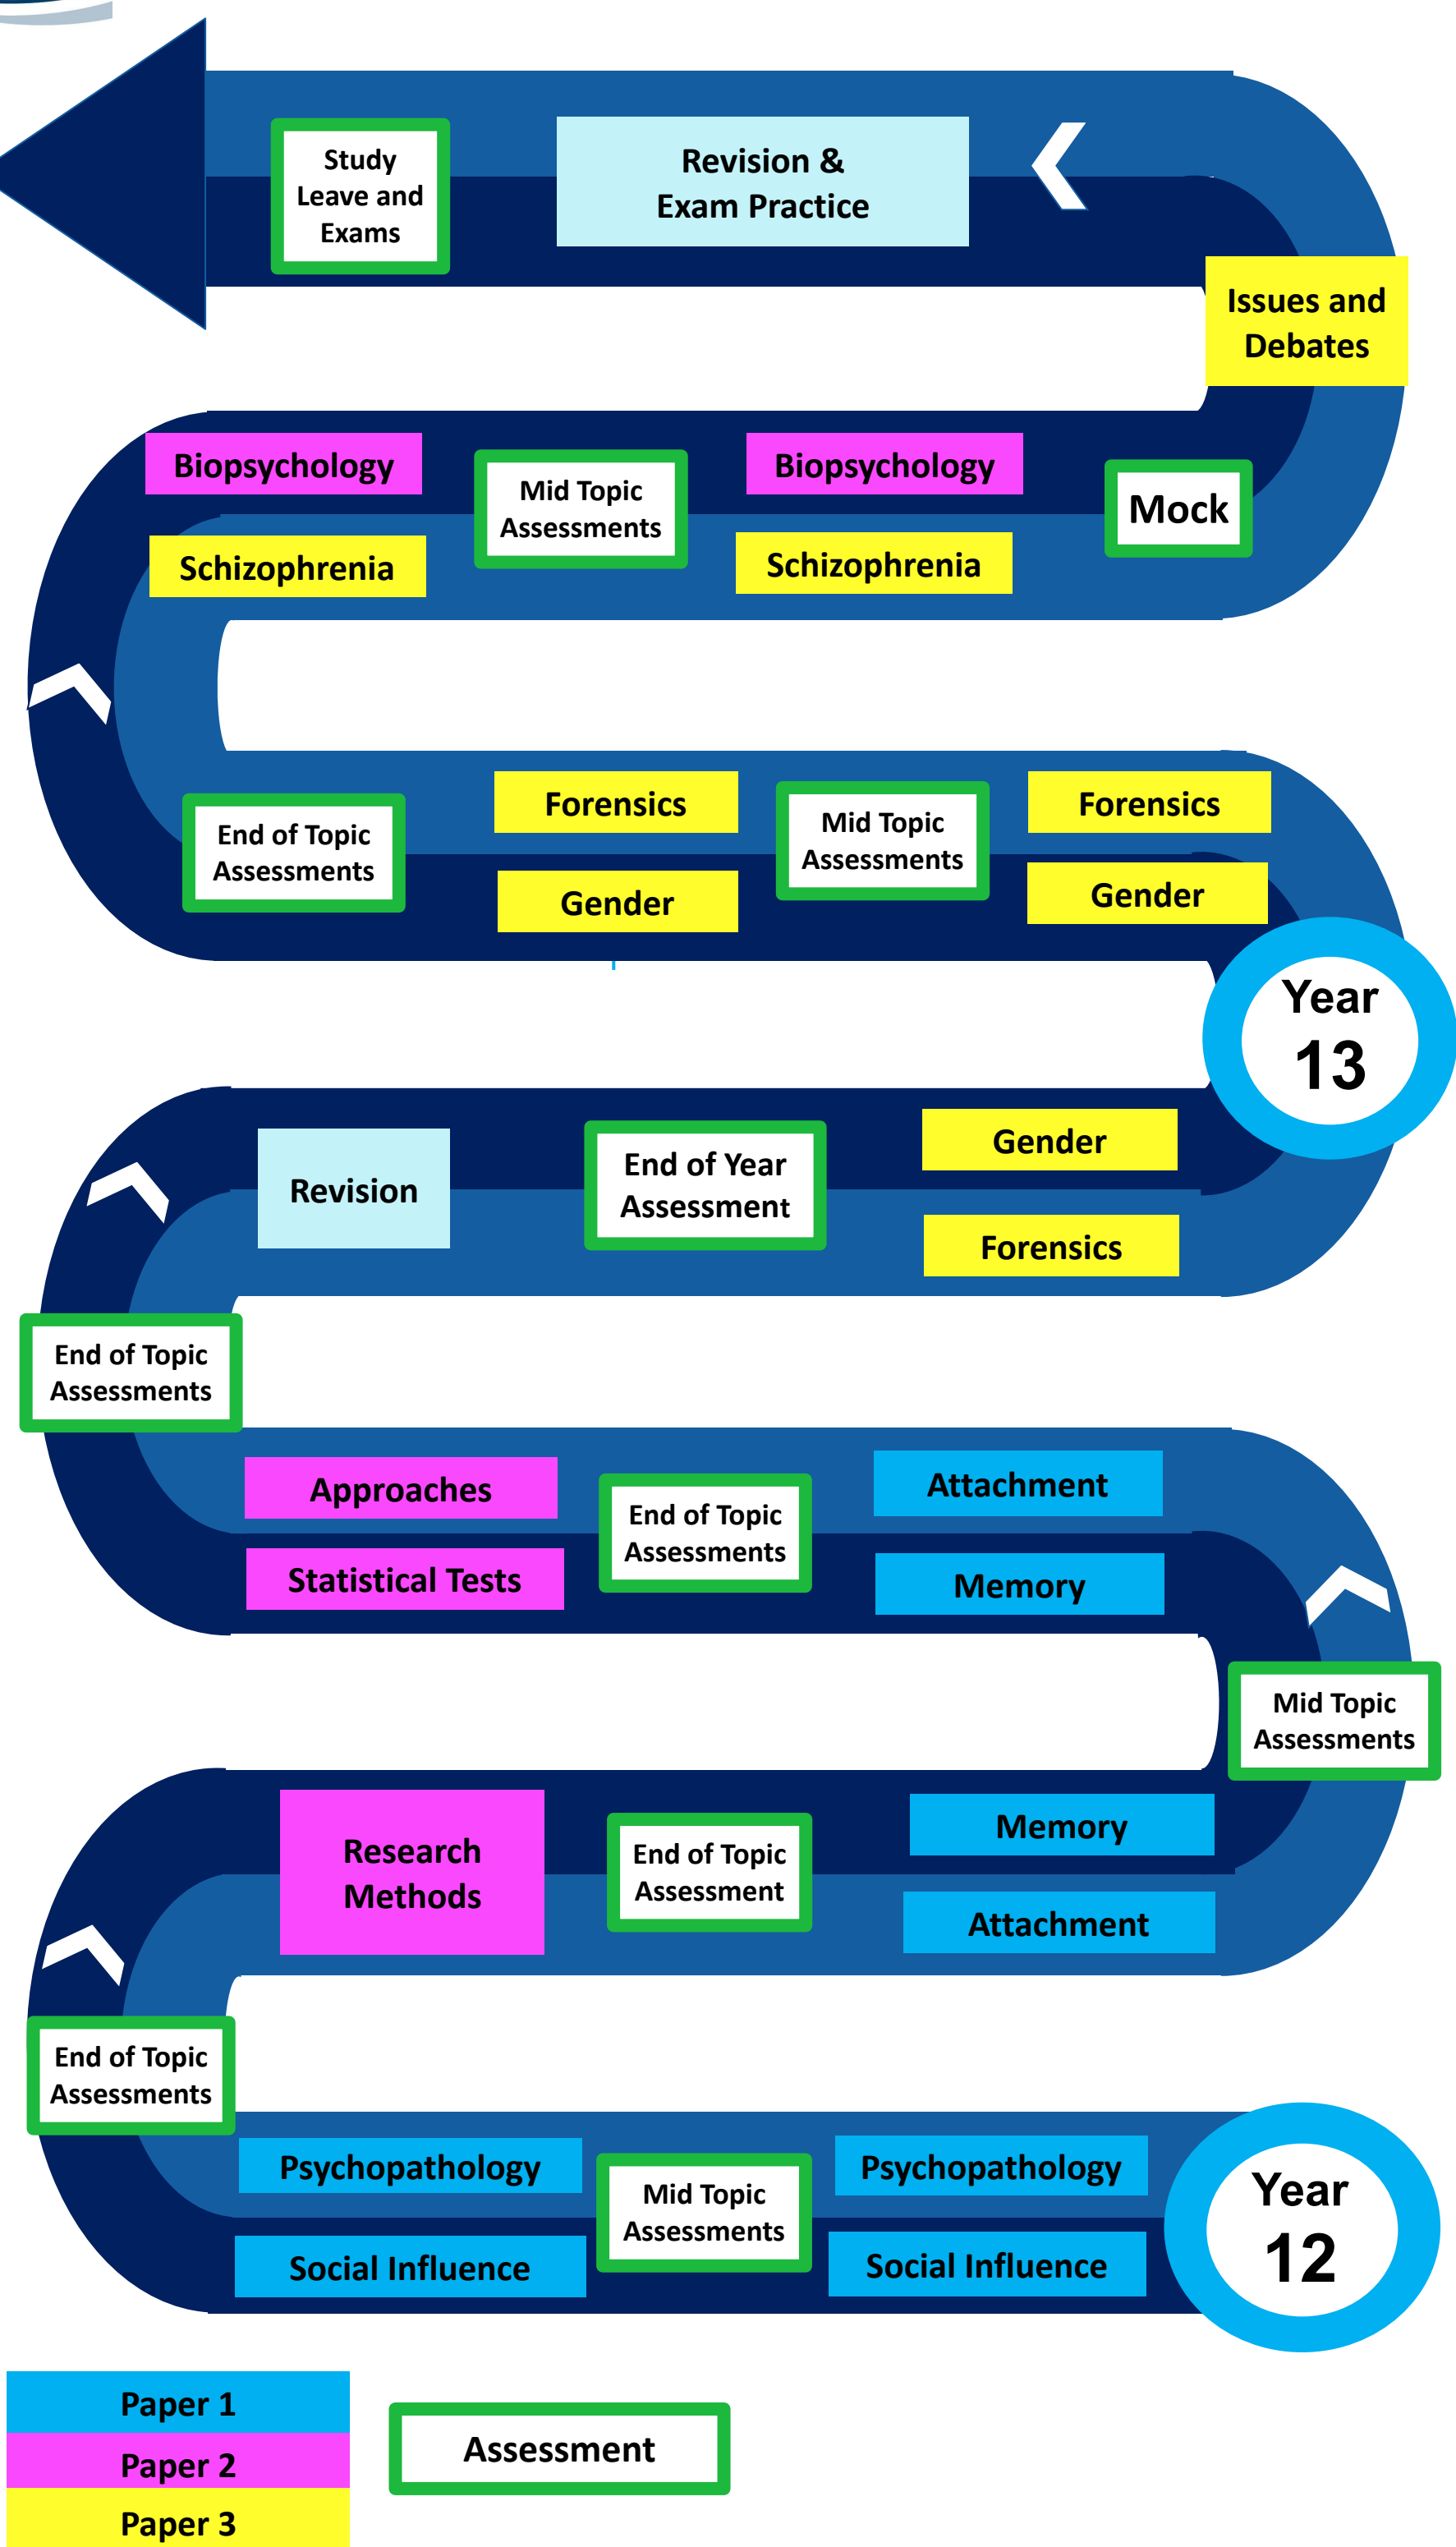 Study
Leave and
Exams
Revision &
Exam Practice
Issues and
Debates
Biopsychology
Mid Topic
Assessments
Biopsychology
Mock
Schizophrenia
Schizophrenia
End of Topic
Assessments
Forensics
Mid Topic
Assessments
Forensics
Gender
Gender
Year
13
Revision
End of Year
Assessment
Gender
Forensics
End of Topic
Assessments
Approaches
End of Topic
Assessments
Attachment
Statistical Tests
Memory
Mid Topic
Assessments
Research
Methods
End of Topic
Assessment
Memory
Attachment
End of Topic
Assessments
Psychopathology
Mid Topic
Assessments
Psychopathology
Social Influence
Social Influence
Year
12
Paper 1
Paper 2
Paper 3
Assessment